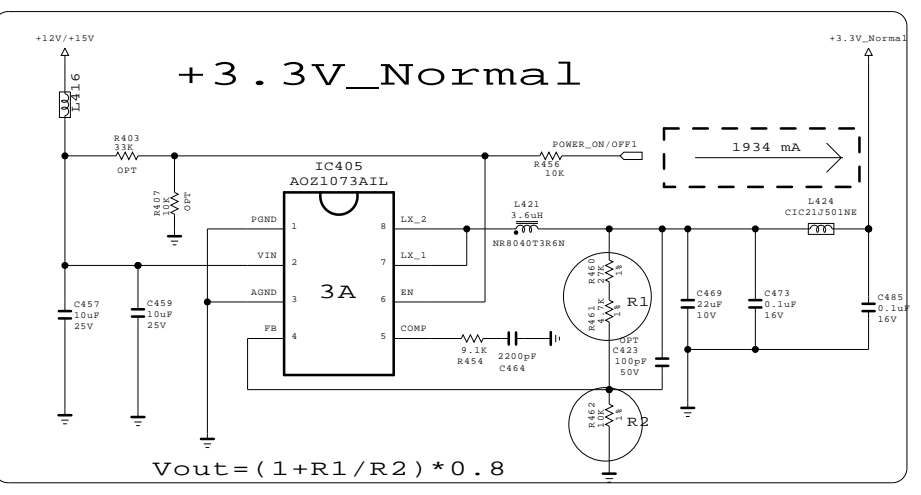 +12V/+15V
+3.3V_Normal
+3.3V_Normal
L416
R403
33K
OPT
R407
10K
OPT
POWER_ON/OFF1
R456
10K
1934 mA
IC405
AOZ1073AIL
L421
3.6uH
NR8040T3R6N
L424
CIC21J501NE
PGND
1
8
LX_2
VIN
2
7
LX_1
AGND
3
3A
6
EN
FB
4
5
COMP
C457
10uF
25V
C459
10uF
25V
9.1K
R454
2200pF
C464
R460
27K
1%
R461
4.7K
1%
R1
OPT
C423
100pF
50V
R462
10K
1%
R2
C469
22uF
10V
C473
0.1uF
16V
C485
0.1uF
16V
Vout=(1+R1/R2)*0.8